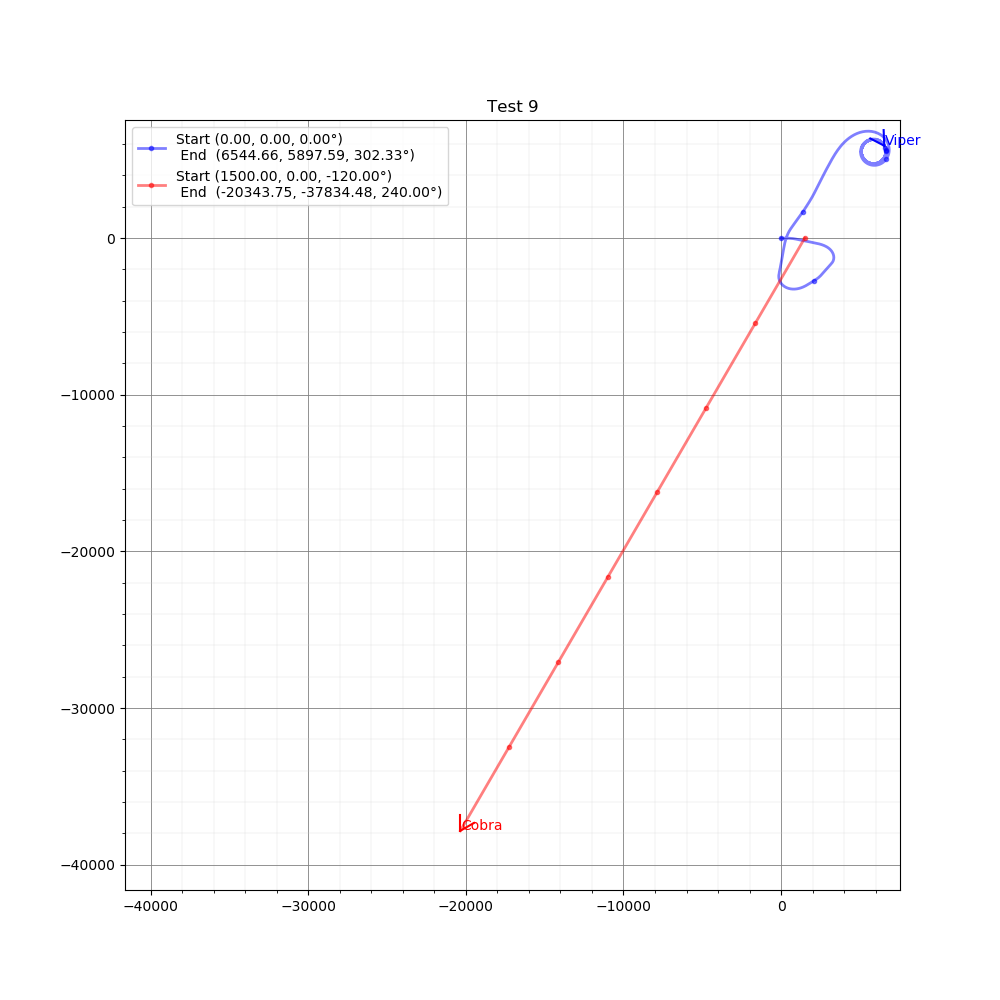 Test 9
Start (0.00, 0.00, 0.00°)
End  (6544.66, 5897.59, 302.33°)
Start (1500.00, 0.00, -120.00°)
End  (-20343.75, -37834.48, 240.00°)
Viper
0
−10000
−20000
−30000
Cobra
−40000
−40000 −30000 −20000 −10000 0